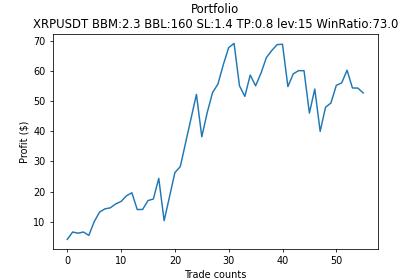 Portfolio
XRPUSDT BBM:2.3 BBL:160 SL:1.4 TP:0.8 lev:15 WinRatio:73.0
70
60
50
40
30
20
10
Profit ($)
0 10 20 30 40 50
Trade counts